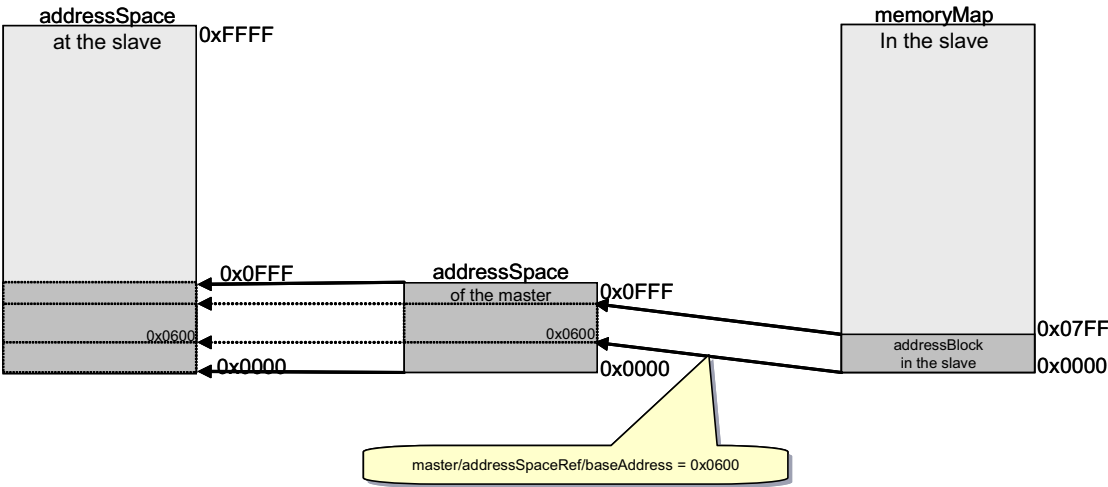 addressSpace
at the slave
0xFFFF
memoryMap
In the slave
0x0FFF
addressSpace
of the master
0x0FFF
0x0600
0x0600
0x0000
0x0000
0x07FF
addressBlock
in the slave
0x0000
master/addressSpaceRef/baseAddress = 0x0600